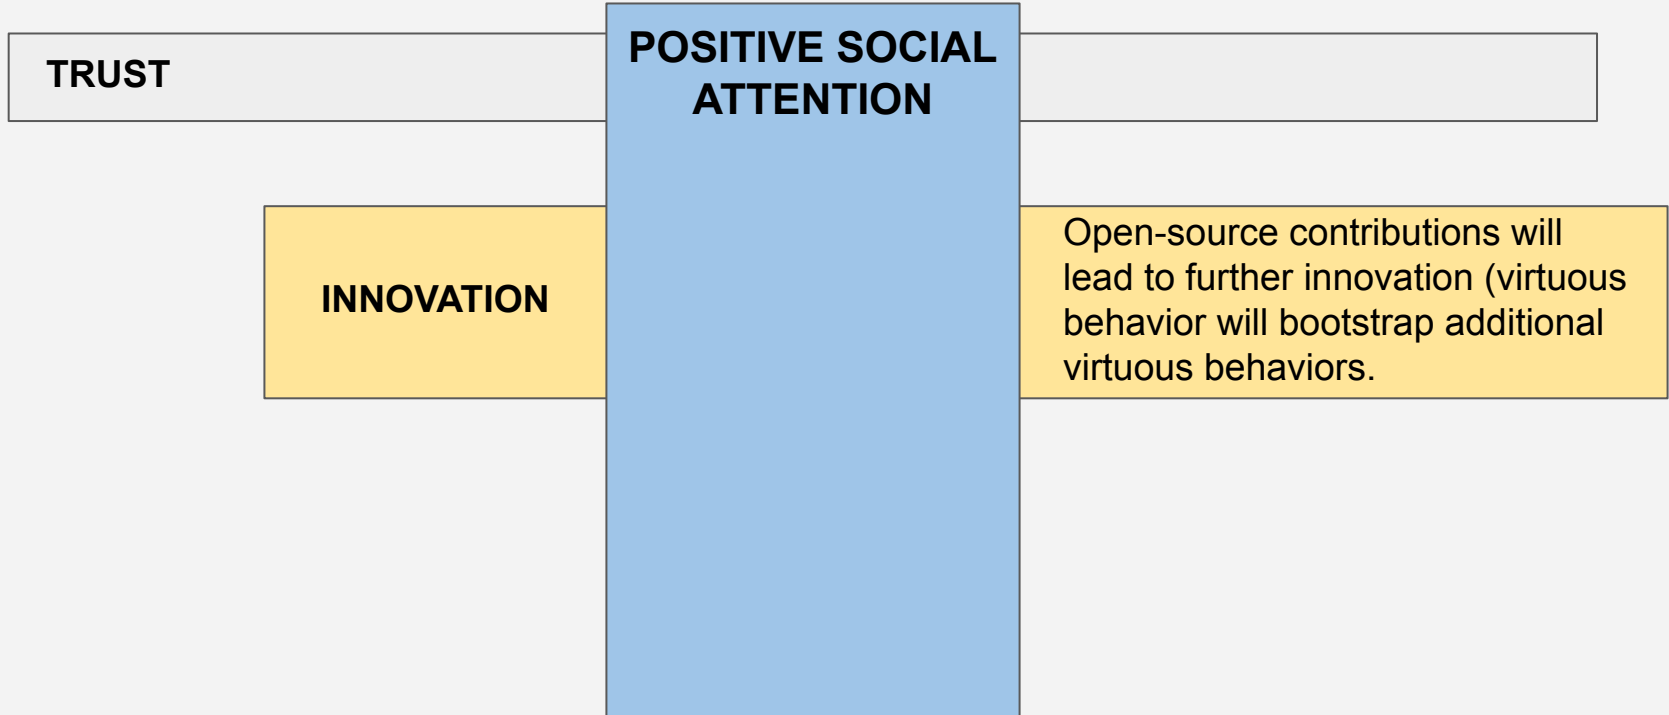 TRUST
POSITIVE SOCIAL
ATTENTION
INNOVATION
Open-source contributions will
lead to further innovation (virtuous
behavior will bootstrap additional
virtuous behaviors.